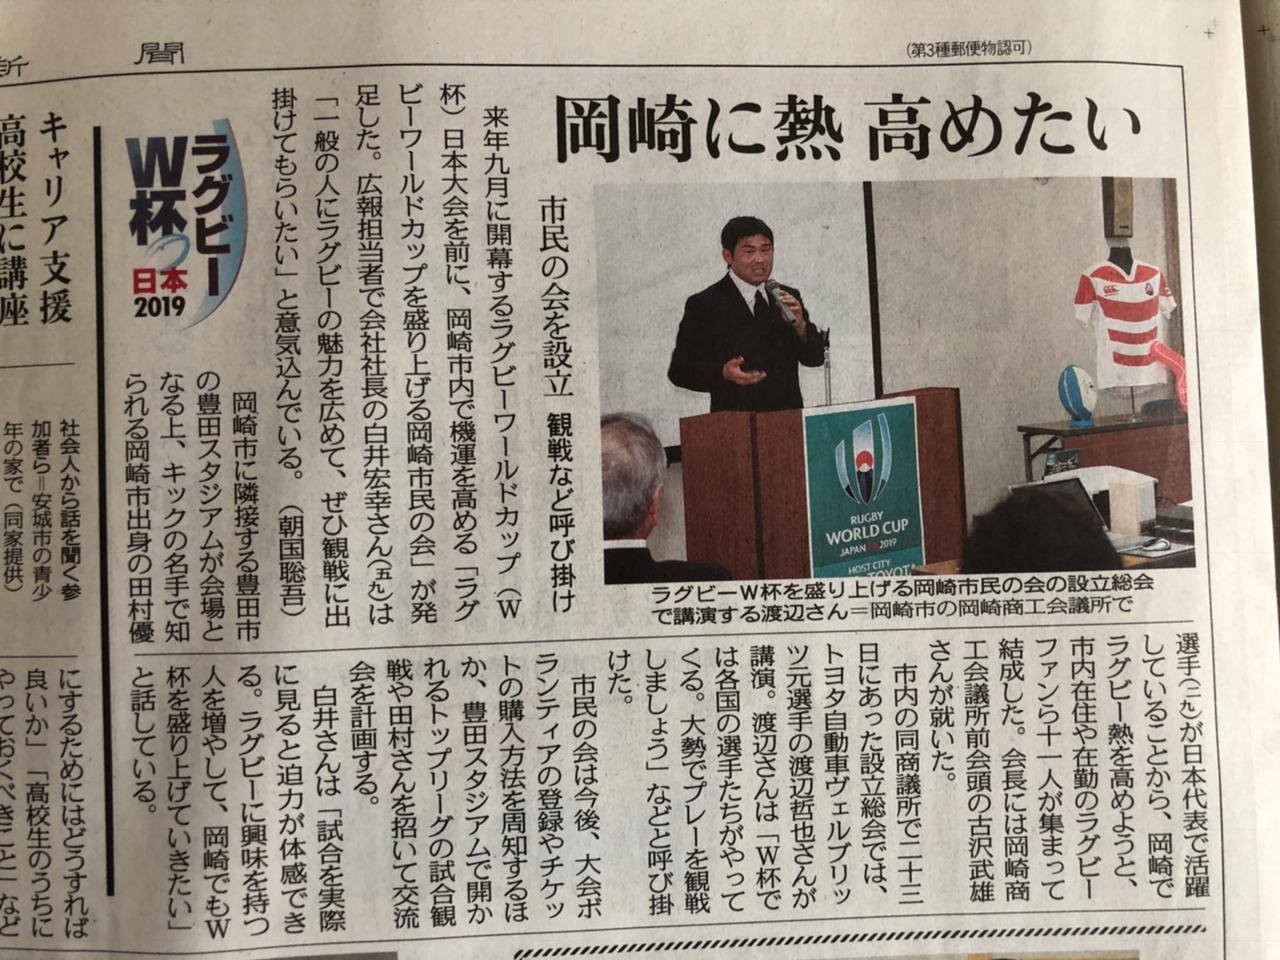 新
聞
(第3種郵便物認可)
岡崎に熱 高めたい
市民の会を設立 観戦など呼び掛け
来年九月に開幕するラグビーワールドカップ（W
杯）日本大会を前に、岡崎市内で機運を高める「ラグ
ビーワールドカップを盛り上げる岡崎市民の会」が発
足した。広報担当者で会社社長の白井宏幸さん（五九）は
「一般の人にラグビーの魅力を広めて、ぜひ観戦に出
掛けてもらいたい」と意気込んでいる。（朝国聡吾）
ラグビー
W杯
日本
2019
岡崎市に隣接する豊田市
の豊田スタジアムが会場と
なる上、キックの名手で知
られる岡崎市出身の田村優
RUGBY
WORLD CUP
JAPAN 2019
HOST CITY
TOYOTA
ラグビーW杯を盛り上げる岡崎市民の会の設立総会
で講演する渡辺さん＝岡崎市の岡崎商工会議所で
選手（二九）が日本代表で活躍
していることから、岡崎で
ラグビー熱を高めようと、
市内在住や在勤のラグビー
ファンら十一人が集まって
結成した。会長には岡崎商
工会議所前会頭の古沢武雄
さんが就いた。
市内の同商議所で二十三
日にあった設立総会では、
トヨタ自動車ヴェルブリッ
ツ元選手の渡辺哲也さんが
講演。渡辺さんは「W杯で
は各国の選手たちがやって
くる。大勢でプレーを観戦
しましょう」などと呼び掛
けた。
市民の会は今後、大会ボ
ランティアの登録やチケッ
トの購入方法を周知するほ
か、豊田スタジアムで開か
れるトップリーグの試合観
戦や田村さんを招いて交流
会を計画する。
白井さんは「試合を実際
に見ると迫力が体感でき
る。ラグビーに興味を持つ
人を増やして、岡崎でもW
杯を盛り上げていきたい」
と話している。
キャリア支援
高校生に講座
社会人から話を聞く参
加者ら＝安城市の青少
年の家で（同家提供）
にするためにはどうすれば
良いか」「高校生のうちに
やっておくべきこと」など